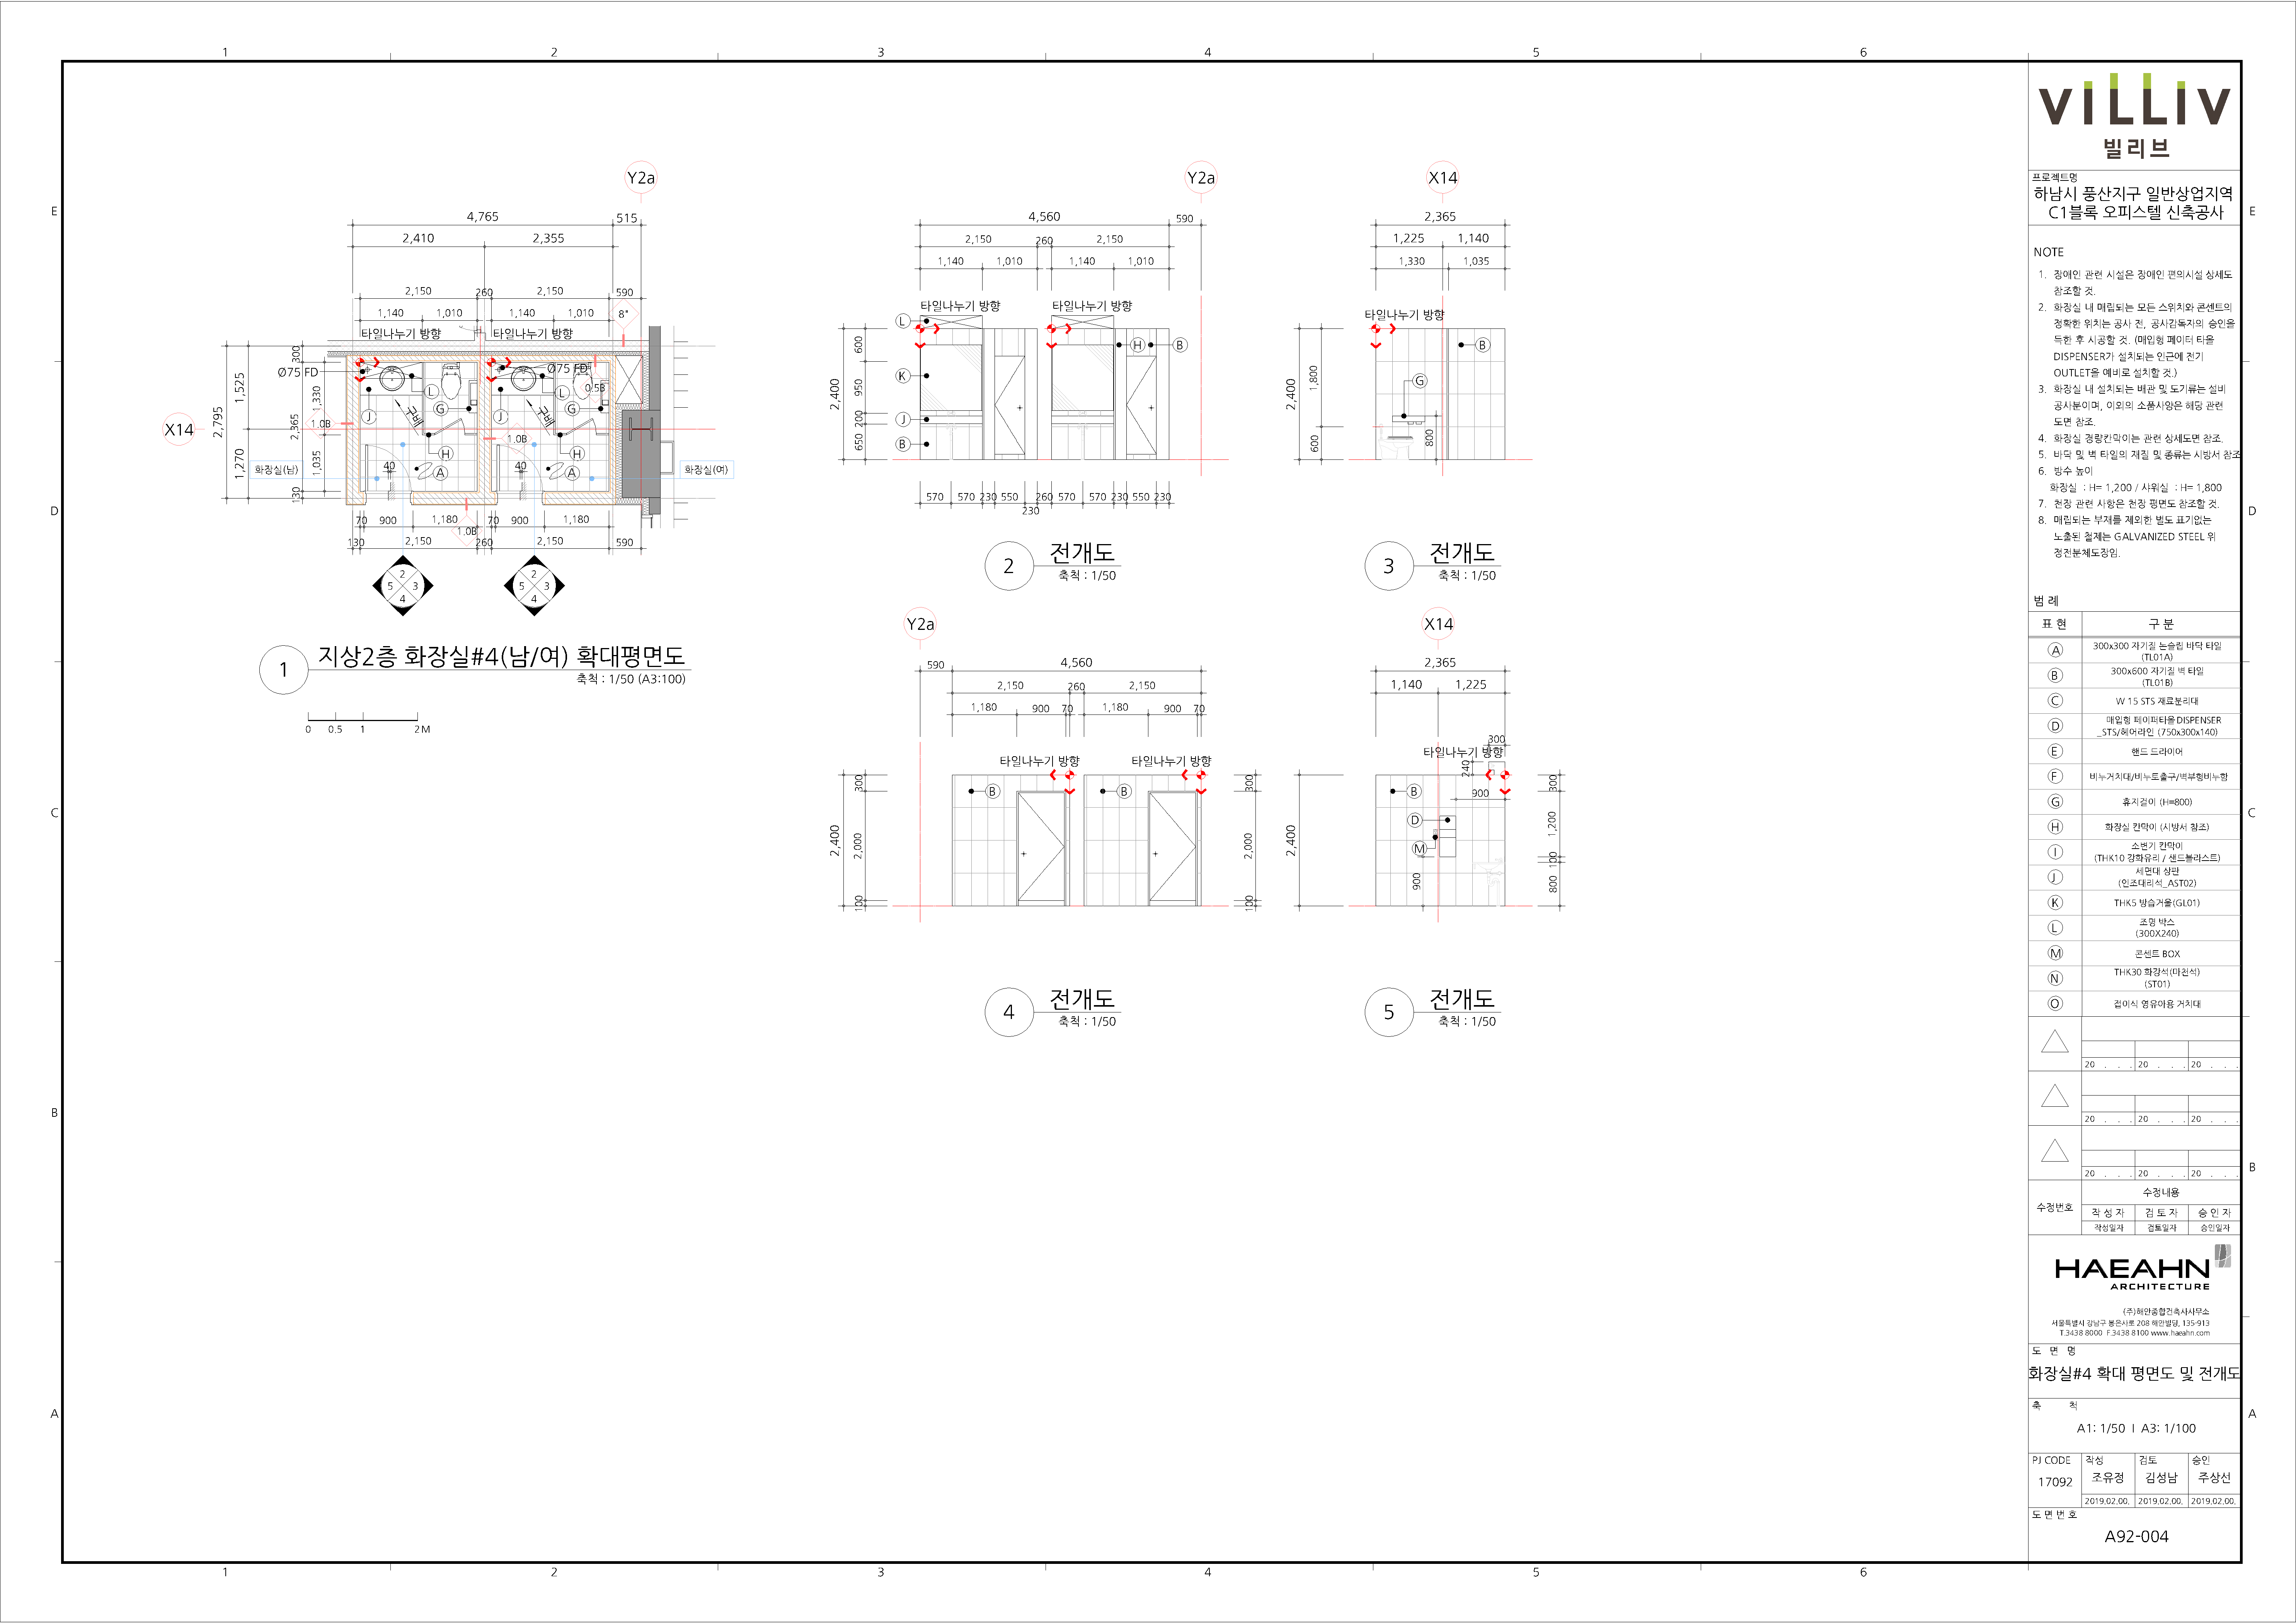 1
2
3
4
5
6
E
D
C
B
A
Y2a
4,765
515
2,410
2,355
2,150
260
2,150
590
1,140
1,010
1,140
1,010
8"
타일나누기 방향
타일나누기 방향
300
Ø75 FD
Ø75 FD
0.5B
1,525
1,330
2,795
2,365
X14
1.0B
1.0B
1,270
1,035
130
L
L
G
G
J
J
구배
구배
H
H
A
A
40
40
화장실(남)
화장실(여)
70
900
1,180
70
900
1,180
1.0B
130
2,150
260
2,150
590
2
5
3
4
2
5
3
4
1
지상2층 화장실#4(남/여) 확대평면도
축척 : 1/50 (A3:100)
0
0.5
1
2M
Y2a
4,560
590
2,150
260
2,150
1,140
1,010
1,140
1,010
타일나누기 방향
타일나누기 방향
L
K
J
B
H
B
2,400
600
950
200
650
570
570
230
550
260
570
570
230
550
230
230
2
전개도
축척 : 1/50
X14
2,365
1,225
1,140
1,330
1,035
타일나누기 방향
B
G
2,400
1,800
600
800
3
전개도
축척 : 1/50
Y2a
590
4,560
2,150
260
2,150
1,180
900
70
1,180
900
70
타일나누기 방향
타일나누기 방향
B
B
2,400
300
2,000
100
300
2,000
100
4
전개도
축척 : 1/50
X14
2,365
1,140
1,225
300
타일나누기 방향
240
B
900
D
M
900
2,400
300
1,200
100
800
5
전개도
축척 : 1/50
VILLIV
빌리브
프로젝트명
하남시 풍산지구 일반상업지역
C1블록 오피스텔 신축공사
NOTE
1. 장애인 관련 시설은 장애인 편의시설 상세도
참조할 것.
2. 화장실 내 매립되는 모든 스위치와 콘센트의
정확한 위치는 공사 전, 공사감독자의 승인을
득한 후 시공할 것. (매입형 페이터 타올
DISPENSER가 설치되는 인근에 전기
OUTLET을 예비로 설치할 것.)
3. 화장실 내 설치되는 배관 및 도기류는 설비
공사분이며, 이외의 소품사양은 해당 관련
도면 참조.
4. 화장실 경량칸막이는 관련 상세도면 참조.
5. 바닥 및 벽 타일의 재질 및 종류는 시방서 참조
6. 방수 높이
화장실 : H= 1,200 / 샤워실 : H= 1,800
7. 천장 관련 사항은 천장 평면도 참조할 것.
8. 매립되는 부재를 제외한 별도 표기없는
노출된 철재는 GALVANIZED STEEL 위
정전분체도장임.
범 례
표 현
구 분
A
300x300 자기질 논슬립 바닥 타일
(TL01A)
B
300x600 자기질 벽 타일
(TL01B)
C
W 15 STS 재료분리대
D
매입형 페이퍼타올 DISPENSER
_STS/헤어라인 (750x300x140)
E
핸드 드라이어
F
비누거치대/비누토출구/벽부형비누함
G
휴지걸이 (H=800)
H
화장실 칸막이 (시방서 참조)
I
소변기 칸막이
(THK10 강화유리 / 샌드블라스트)
J
세면대 상판
(인조대리석_AST02)
K
THK5 방습거울(GL01)
L
조명 박스
(300X240)
M
콘센트 BOX
N
THK30 화강석(마천석)
(ST01)
O
접이식 영유아용 거치대
20 . . .
20 . . .
20 . . .
20 . . .
20 . . .
20 . . .
20 . . .
20 . . .
20 . . .
수정번호
수정내용
작 성 자
검 토 자
승 인 자
작성일자
검토일자
승인일자
HAEAHN
ARCHITECTURE
(주)해안종합건축사사무소
서울특별시 강남구 봉은사로 208 해안빌딩, 135-913
T.3438 8000 F.3438 8100 www.haeahn.com
도 면 명
화장실#4 확대 평면도 및 전개도
축 척
A1: 1/50 I A3: 1/100
PJ CODE
작성
검토
승인
17092
조유정
김성남
주상선
2019.02.00.
2019.02.00.
2019.02.00.
도 면 번 호
A92-004
E
D
C
B
A
1
2
3
4
5
6